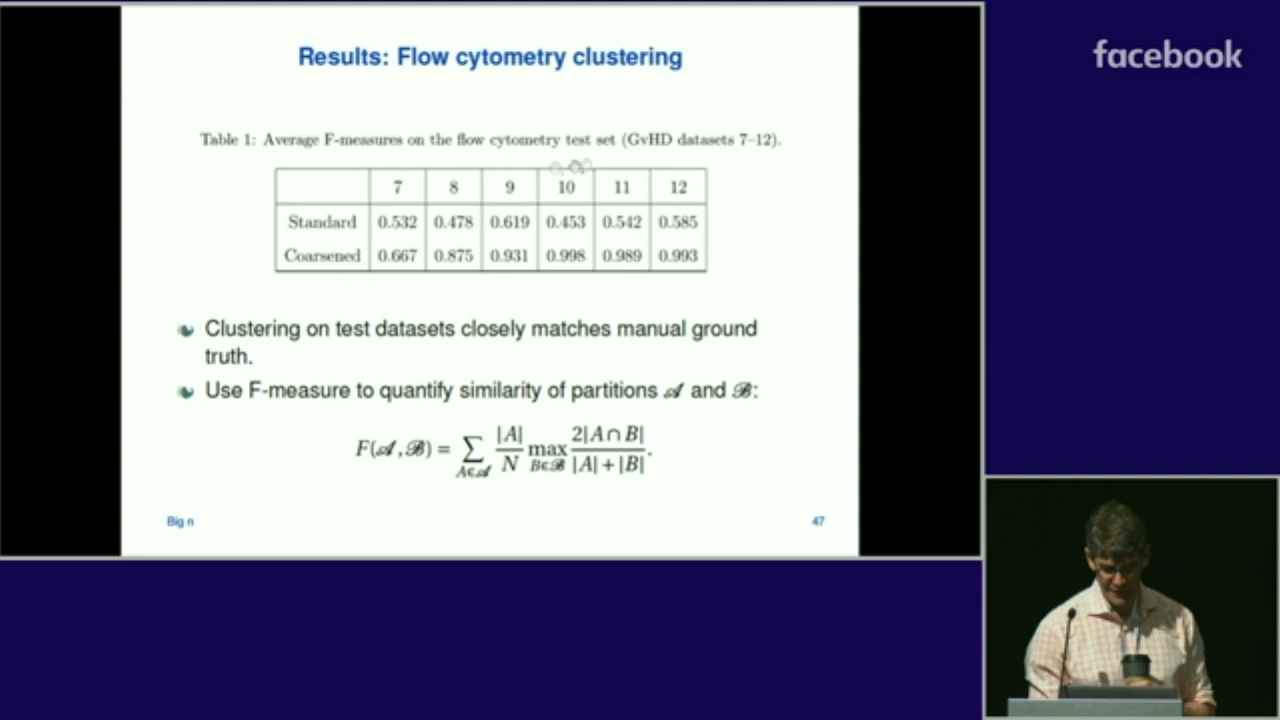 Results: Flow cytometry clustering
facebook
Table 1: Average F-measures on the flow cytometry test set (GvHD datasets 7–12).
7 8 9 10 11 12
Standard 0.532 0.478 0.619 0.453 0.542 0.585
Coarsened 0.667 0.875 0.931 0.998 0.989 0.993
Clustering on test datasets closely matches manual ground
truth.
Use F-measure to quantify similarity of partitions 𝒜 and ℬ:
F(𝒜,ℬ) = ∑_{A∈𝒜} |A|/N max_{B∈ℬ} 2|A∩B|/(|A|+|B|).
Big n 47